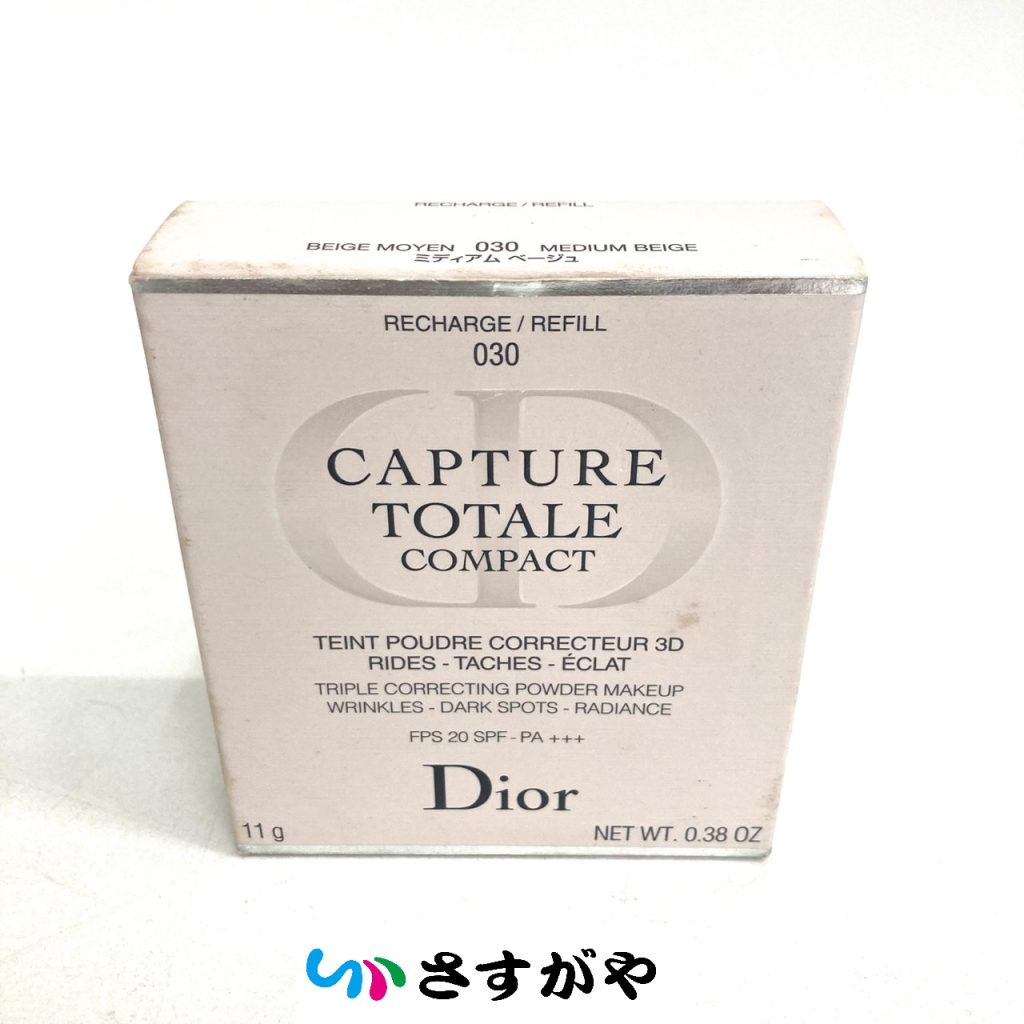 RECHARGE / REFILL
BEIGE MOYEN 030 MEDIUM BEIGE
ミディアム ベージュ
RECHARGE / REFILL
030
CAPTURE
TOTALE
COMPACT
TEINT POUDRE CORRECTEUR 3D
RIDES - TACHES - ÉCLAT
TRIPLE CORRECTING POWDER MAKEUP
WRINKLES - DARK SPOTS - RADIANCE
FPS 20 SPF - PA +++
Dior
11 g NET WT. 0.38 OZ
さすがや